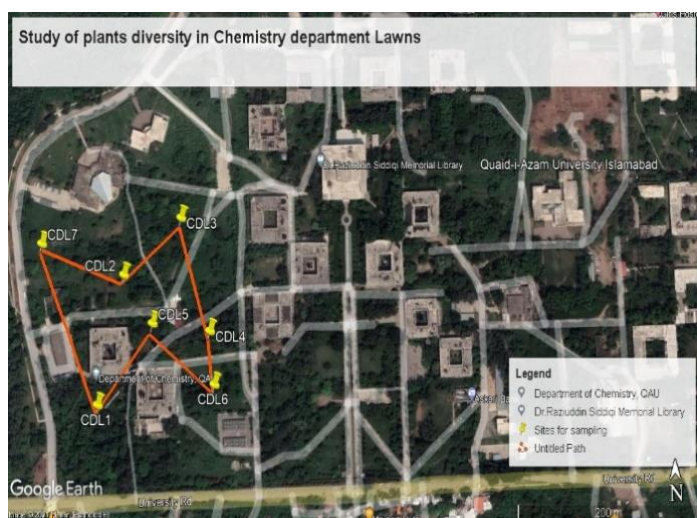 Study of plants diversity in Chemistry department Lawns
Dr.Raziuddin Siddiqi Memorial Library
Quaid-i-Azam University Islamabad
CDL3
CDL7
CDL2
CDL5
CDL4
Department of Chemistry, QAU
CDL6
CDL1
Legend
Department of Chemistry, QAU
Dr.Raziuddin Siddiqi Memorial Library
Sites for sampling
Untitled Path
Google Earth
University Rd
University Rd
N